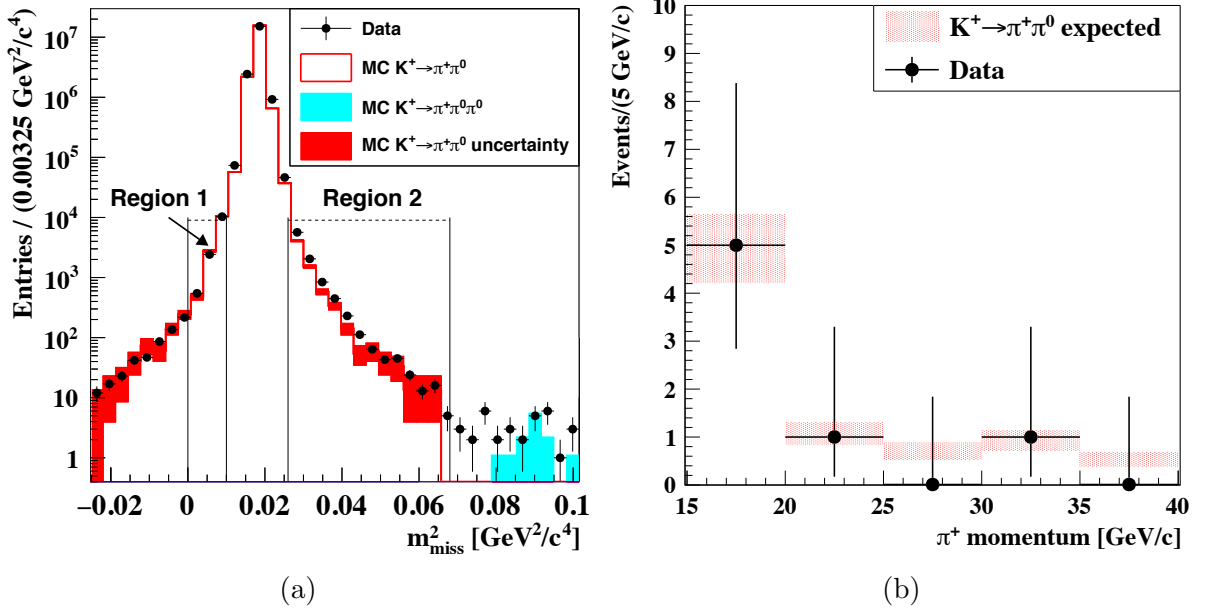 Entries / (0.00325 GeV²/c⁴)
10⁷
10⁶
10⁵
10⁴
10³
10²
10
1
Data
MC K⁺→π⁺π⁰
MC K⁺→π⁺π⁰π⁰
MC K⁺→π⁺π⁰ uncertainty
Region 1
Region 2
−0.02 0 0.02 0.04 0.06 0.08 0.1
m²miss [GeV²/c⁴]
(a)
Events/(5 GeV/c)
10
9
8
7
6
5
4
3
2
1
0
K⁺→π⁺π⁰ expected
Data
15 20 25 30 35 40
π⁺ momentum [GeV/c]
(b)